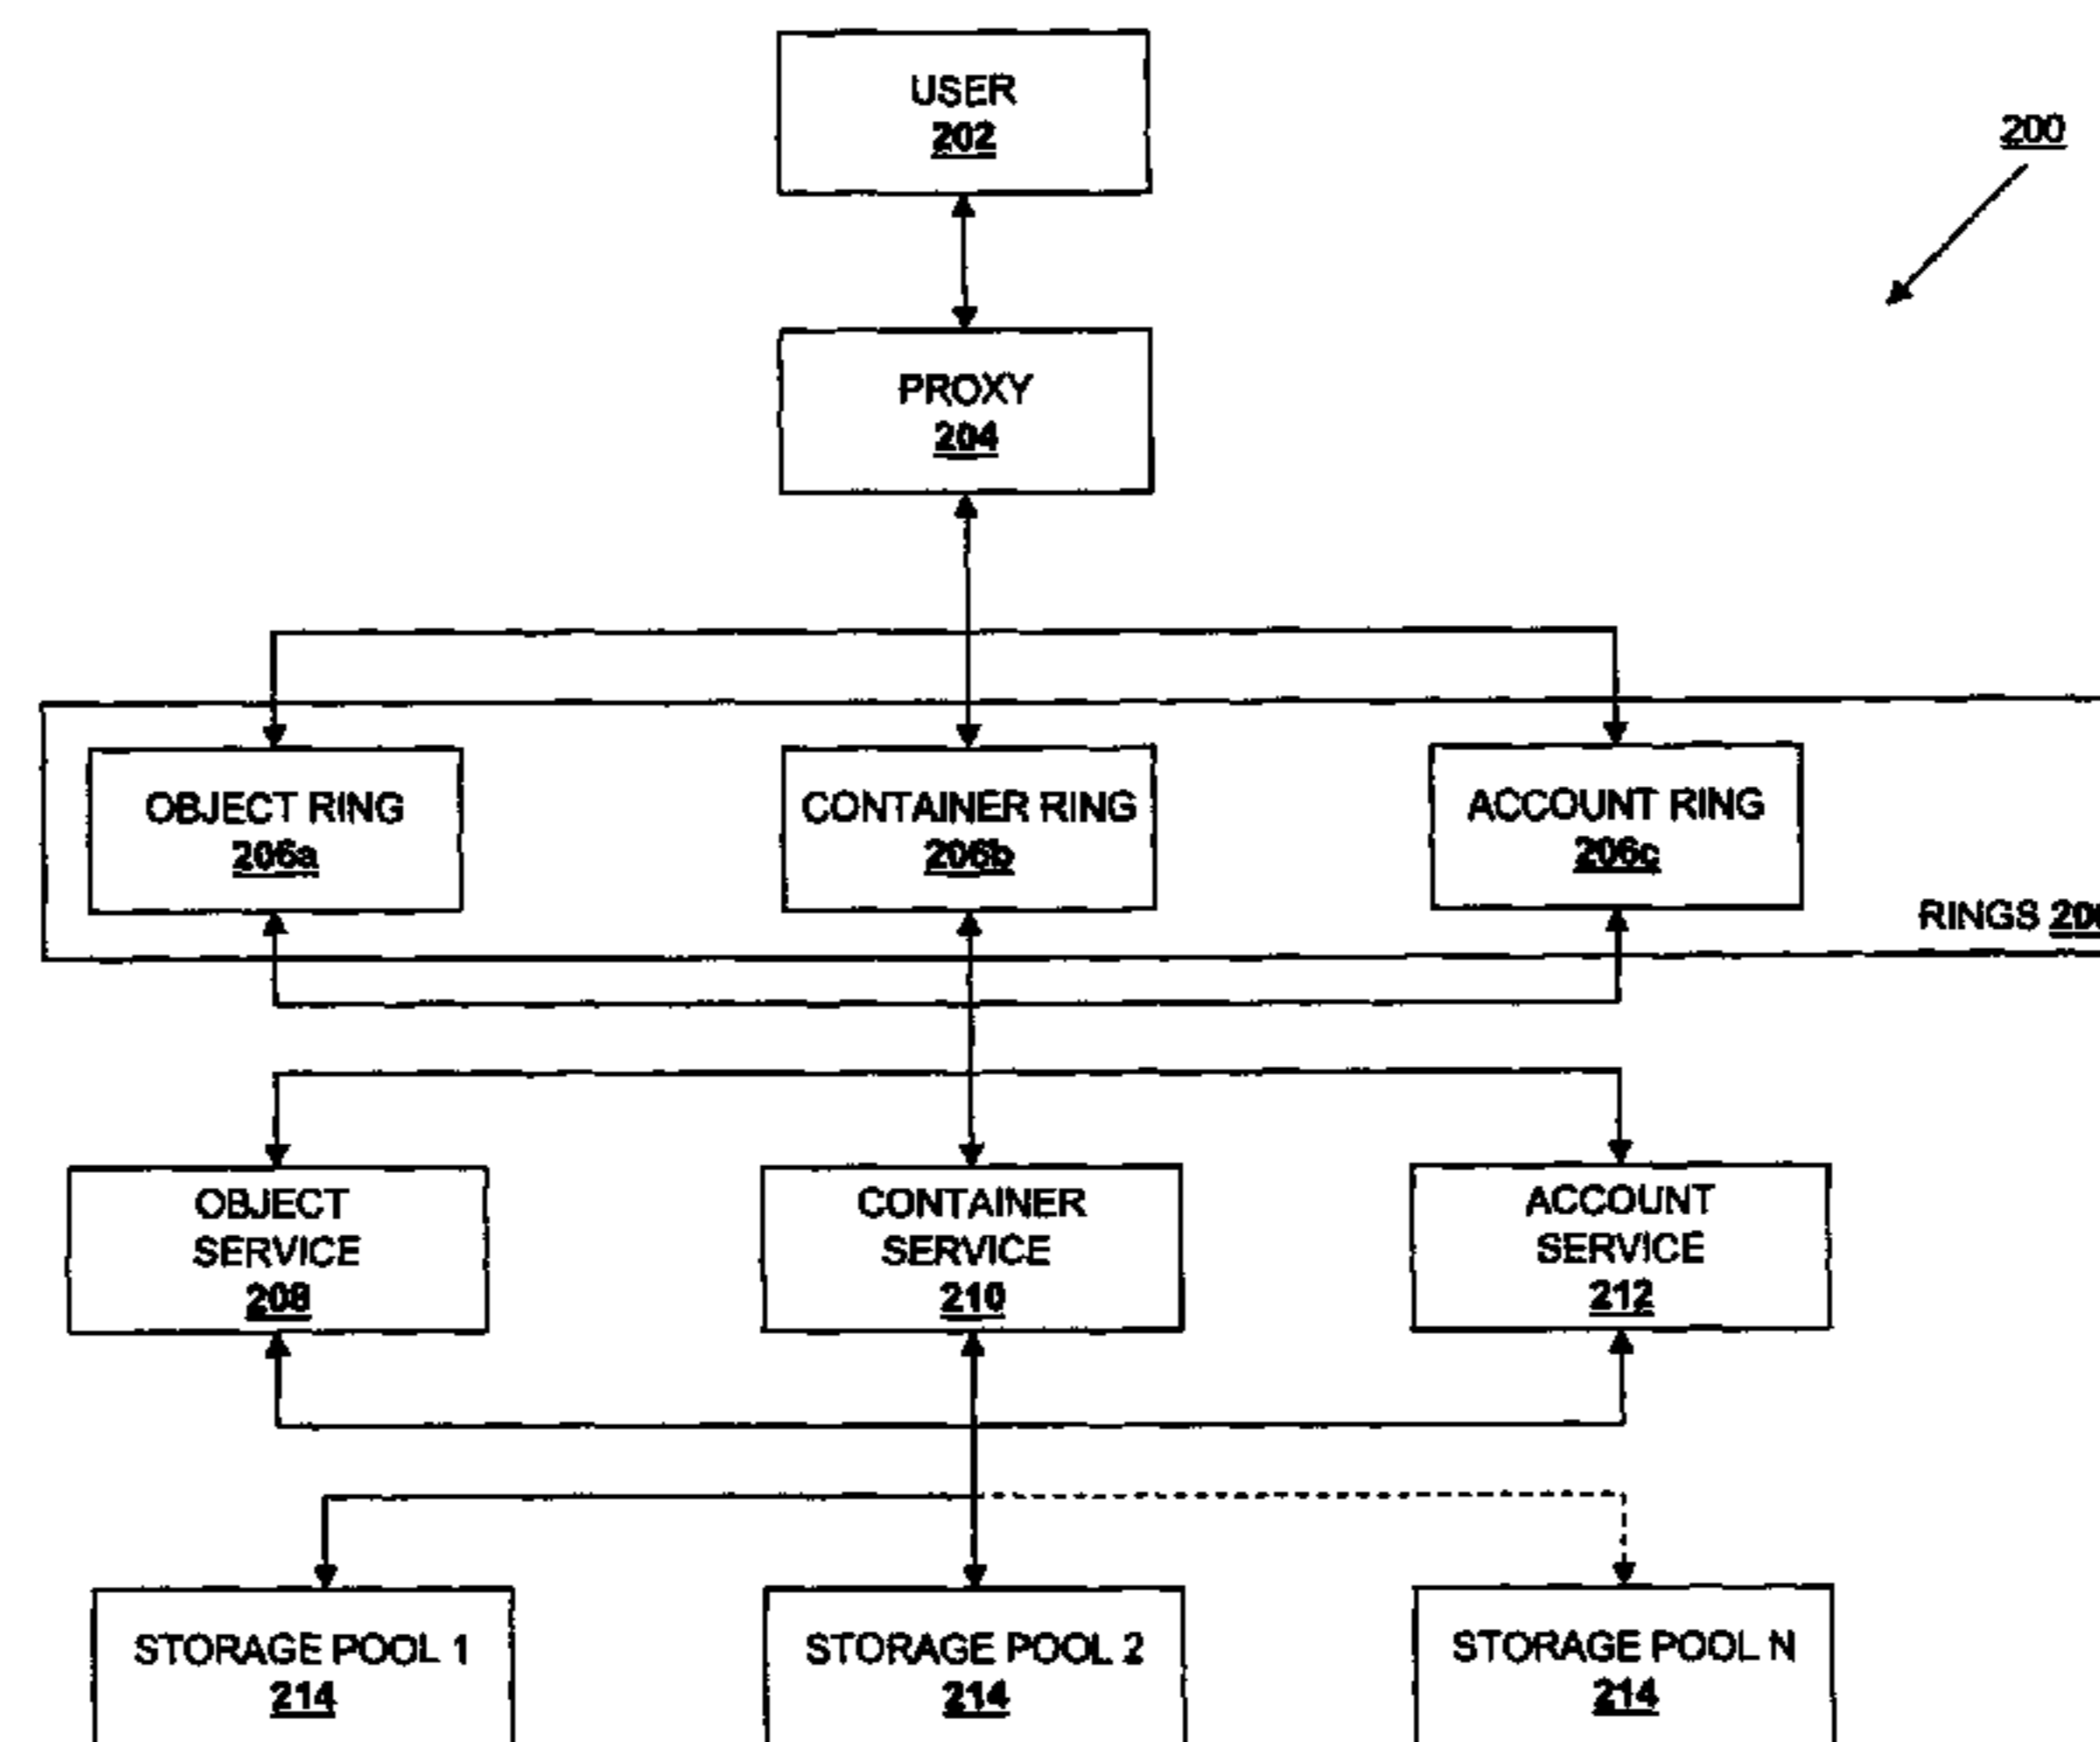 USER
202
200
PROXY
204
OBJECT RING
206a
CONTAINER RING
206b
ACCOUNT RING
206c
RINGS
OBJECT
SERVICE
208
CONTAINER
SERVICE
210
ACCOUNT
SERVICE
212
STORAGE POOL 1
214
STORAGE POOL 2
214
STORAGE POOL N
214